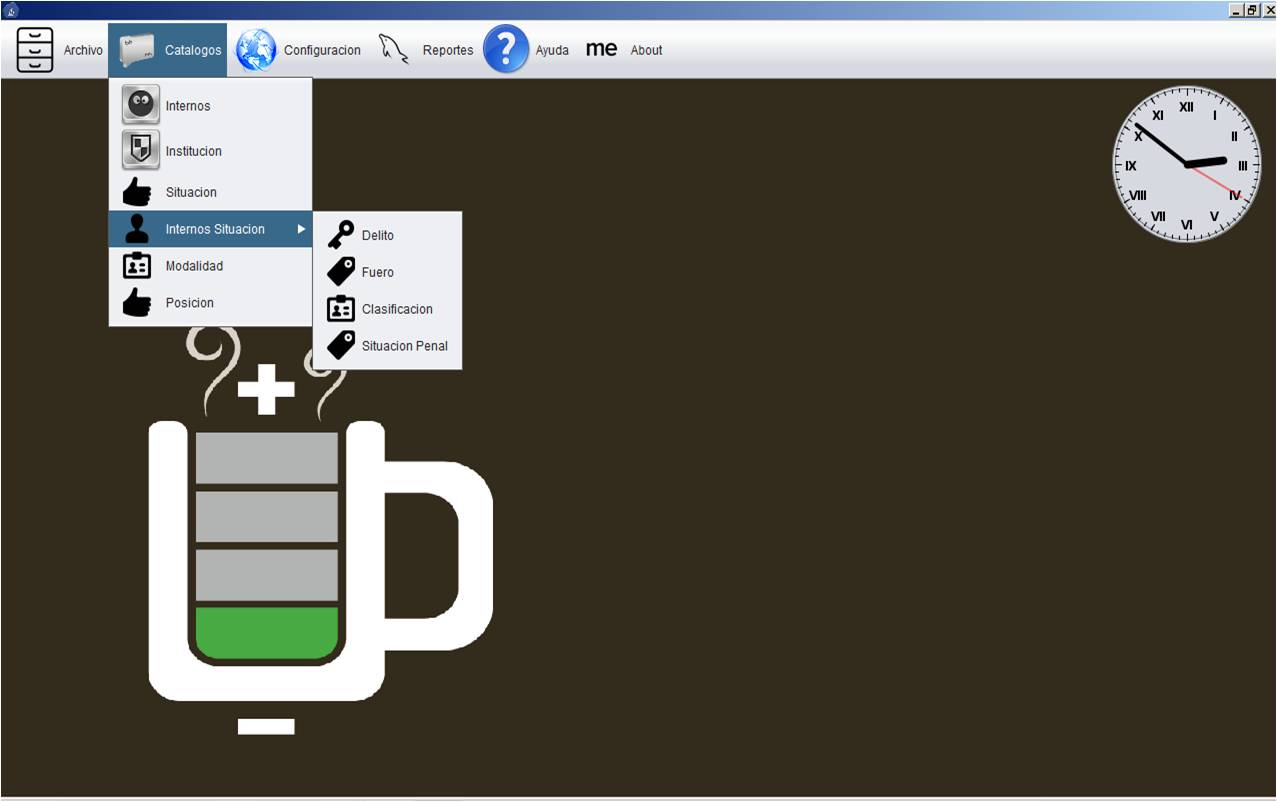 Archivo
Catalogos
Configuracion
Reportes
?
Ayuda
me
About
Internos
Institucion
Situacion
Internos Situacion
Modalidad
Posicion
Delito
Fuero
Clasificacion
Situacion Penal
XII
I
II
III
IV
V
VI
VII
VIII
IX
X
XI